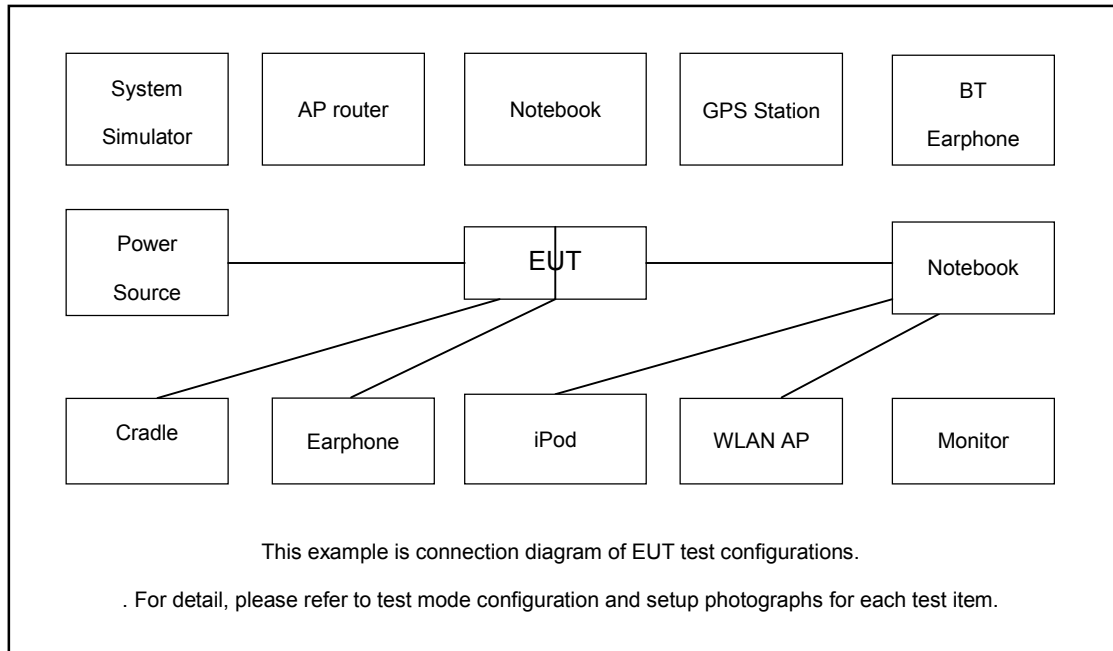 System
Simulator
AP router
Notebook
GPS Station
BT
Earphone
Power
Source
EUT
Notebook
Cradle
Earphone
iPod
WLAN AP
Monitor
This example is connection diagram of EUT test configurations.
. For detail, please refer to test mode configuration and setup photographs for each test item.